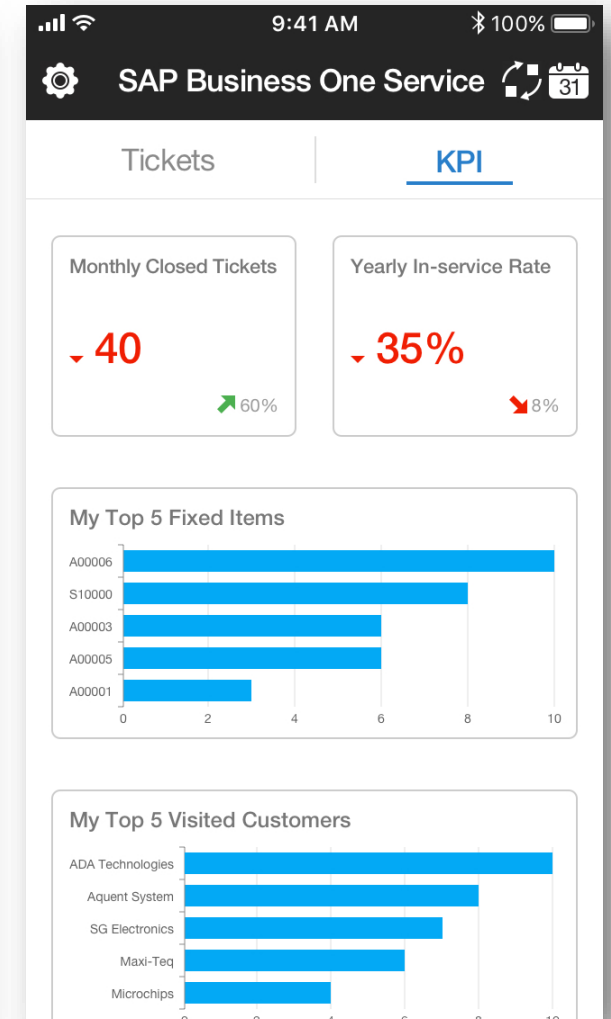 9:41 AM 100%
SAP Business One Service 31
Tickets KPI
Monthly Closed Tickets
40
60%
Yearly In-service Rate
35%
8%
My Top 5 Fixed Items
A00006
S10000
A00003
A00005
A00001
0 2 4 6 8 10
My Top 5 Visited Customers
ADA Technologies
Aquent System
SG Electronics
Maxi-Teq
Microchips